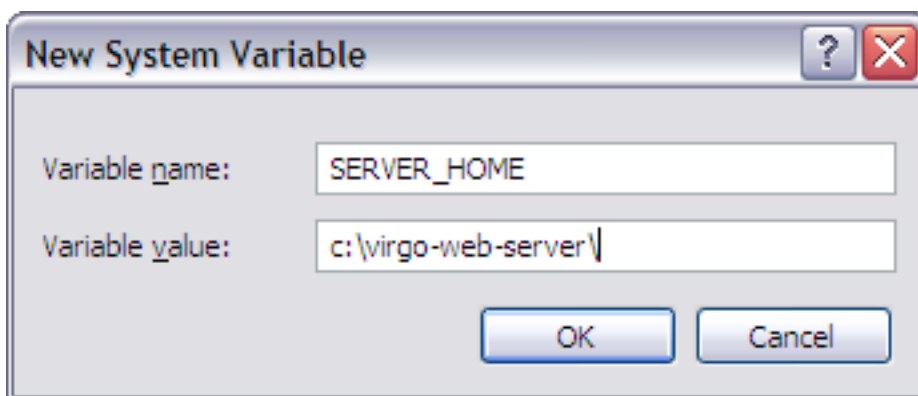 New System Variable
Variable name: SERVER_HOME
Variable value: c:\virgo-web-server\
OK Cancel